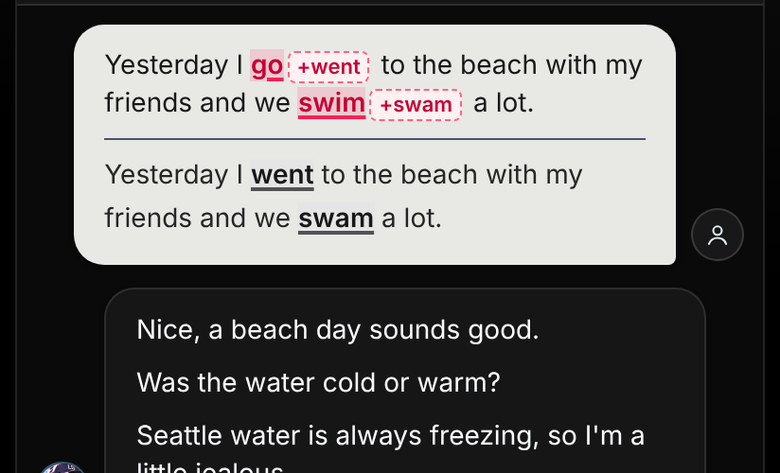 Yesterday I go +went to the beach with my
friends and we swim +swam a lot.
Yesterday I went to the beach with my
friends and we swam a lot.
Nice, a beach day sounds good.
Was the water cold or warm?
Seattle water is always freezing, so I'm a
little jealous